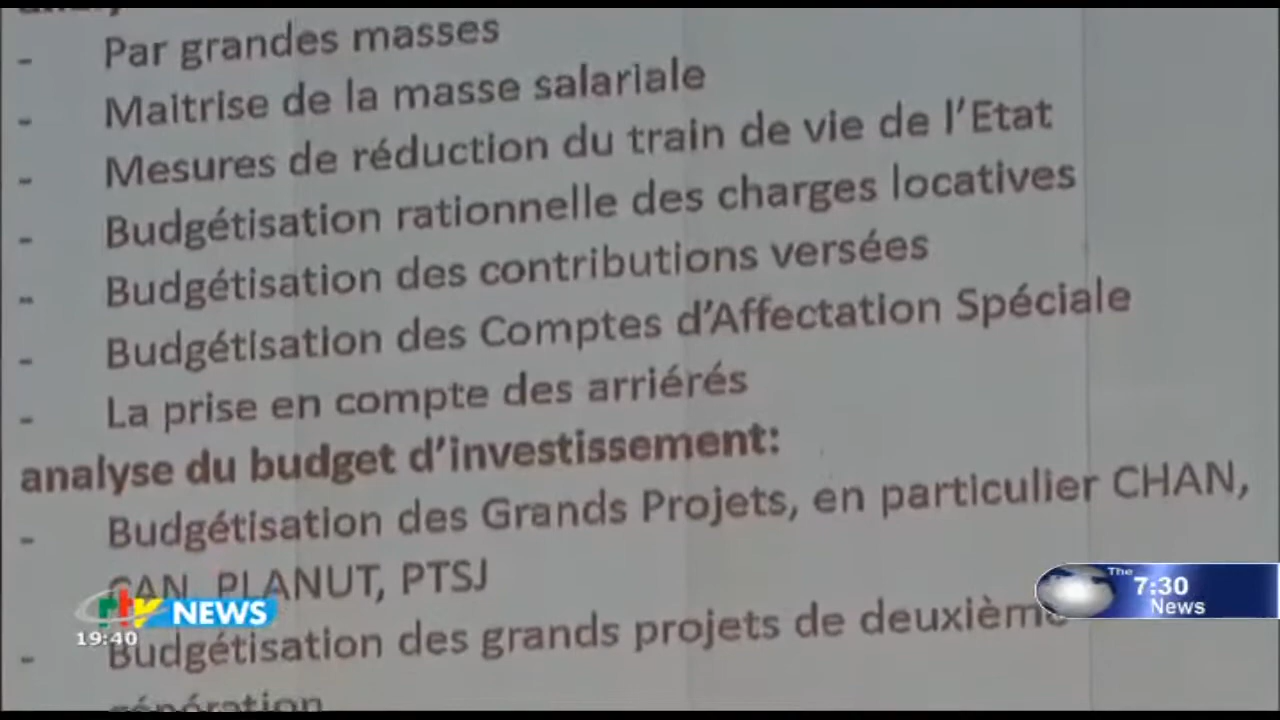 - Par grandes masses
- Maitrise de la masse salariale
- Mesures de réduction du train de vie de l'Etat
- Budgétisation rationnelle des charges locatives
- Budgétisation des contributions versées
- Budgétisation des Comptes d'Affectation Spéciale
- La prise en compte des arriérés
analyse du budget d'investissement:
- Budgétisation des Grands Projets, en particulier CHAN,
CAN, PLANUT, PTSJ
- Budgétisation des grands projets de deuxième
génération
rtv NEWS
19:40
The
7:30
News